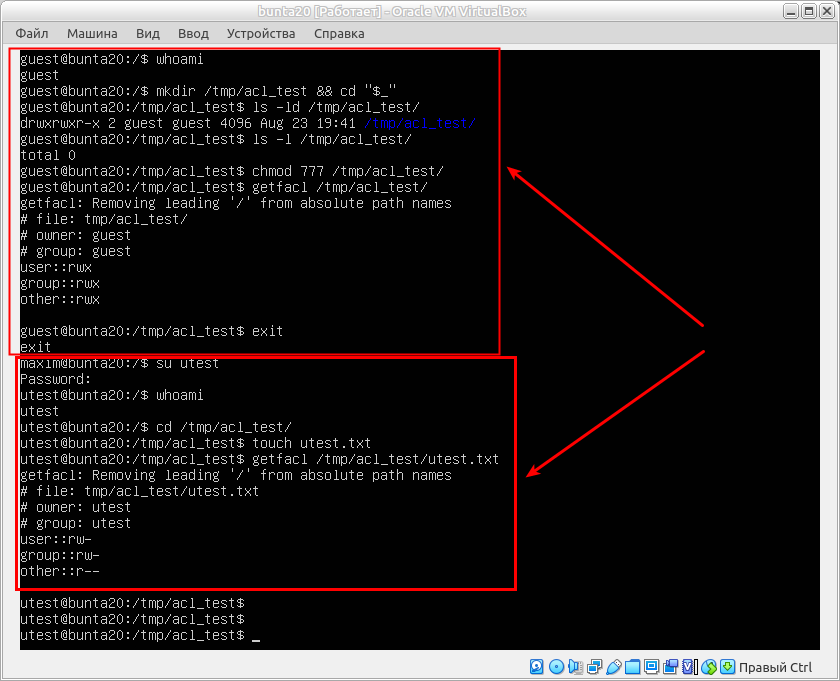 bunta20 [Работает] - Oracle VM VirtualBox
Файл Машина Вид Ввод Устройства Справка
guest@bunta20:/$ whoami
guest
guest@bunta20:/$ mkdir /tmp/acl_test && cd "$_"
guest@bunta20:/tmp/acl_test$ ls -ld /tmp/acl_test/
drwxrwxr-x 2 guest guest 4096 Aug 23 19:41 /tmp/acl_test/
guest@bunta20:/tmp/acl_test$ ls -l /tmp/acl_test/
total 0
guest@bunta20:/tmp/acl_test$ chmod 777 /tmp/acl_test/
guest@bunta20:/tmp/acl_test$ getfacl /tmp/acl_test/
getfacl: Removing leading '/' from absolute path names
# file: tmp/acl_test/
# owner: guest
# group: guest
user::rwx
group::rwx
other::rwx
guest@bunta20:/tmp/acl_test$ exit
exit
maxim@bunta20:/$ su utest
Password:
utest@bunta20:/$ whoami
utest
utest@bunta20:/$ cd /tmp/acl_test/
utest@bunta20:/tmp/acl_test$ touch utest.txt
utest@bunta20:/tmp/acl_test$ getfacl /tmp/acl_test/utest.txt
getfacl: Removing leading '/' from absolute path names
# file: tmp/acl_test/utest.txt
# owner: utest
# group: utest
user::rw-
group::rw-
other::r--
utest@bunta20:/tmp/acl_test$
utest@bunta20:/tmp/acl_test$
utest@bunta20:/tmp/acl_test$ _
Правый Ctrl